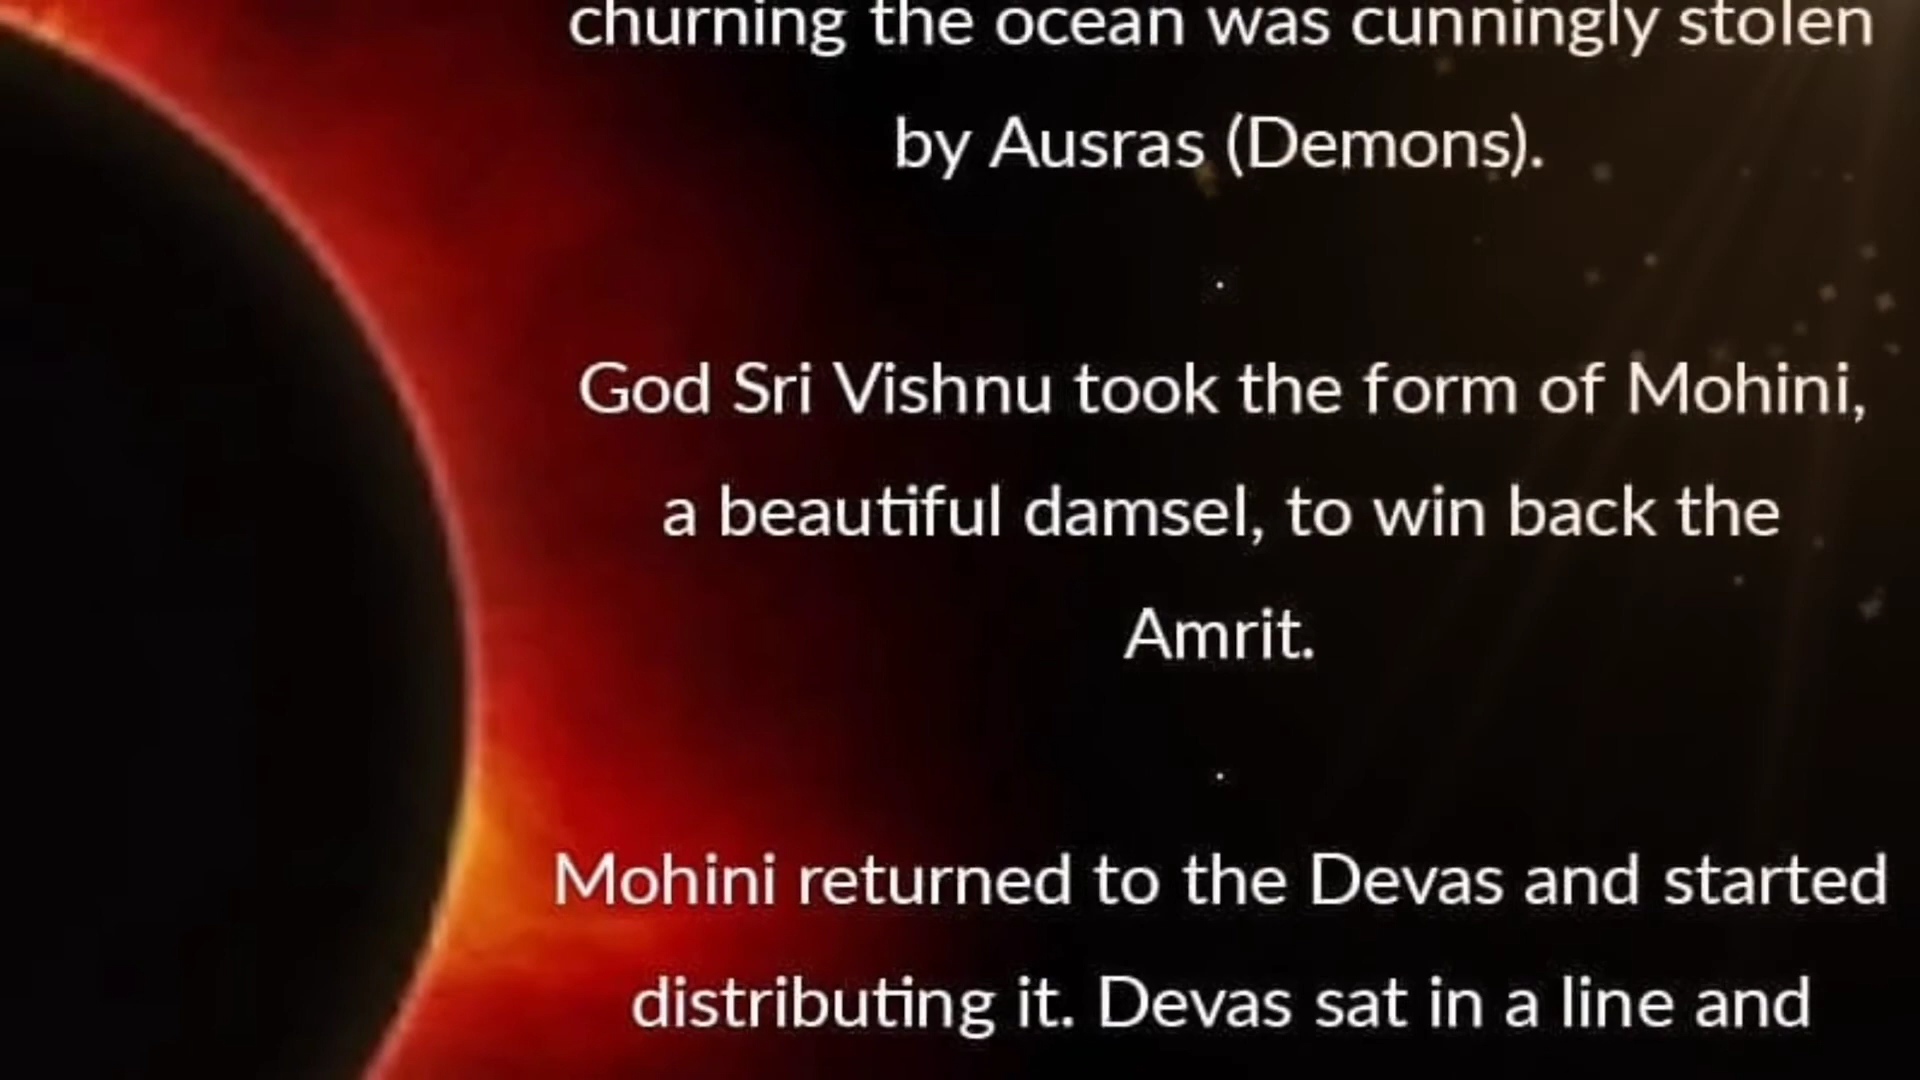 churning the ocean was cunningly stolen
by Ausras (Demons).
.
God Sri Vishnu took the form of Mohini,
a beautiful damsel, to win back the
Amrit.
.
Mohini returned to the Devas and started
distributing it. Devas sat in a line and